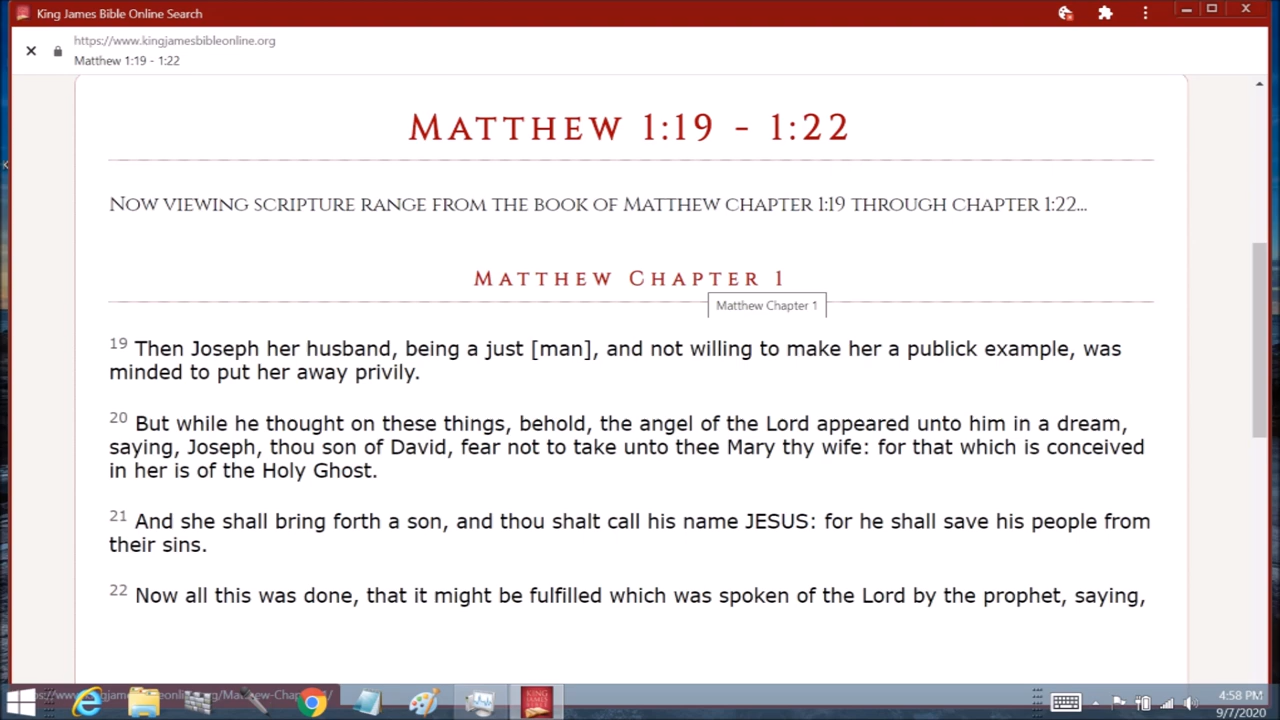 King James Bible Online Search
https://www.kingjamesbibleonline.org
Matthew 1:19 - 1:22
MATTHEW 1:19 - 1:22
NOW VIEWING SCRIPTURE RANGE FROM THE BOOK OF MATTHEW CHAPTER 1:19 THROUGH CHAPTER 1:22...
MATTHEW CHAPTER 1
Matthew Chapter 1
19 Then Joseph her husband, being a just [man], and not willing to make her a publick example, was
minded to put her away privily.
20 But while he thought on these things, behold, the angel of the Lord appeared unto him in a dream,
saying, Joseph, thou son of David, fear not to take unto thee Mary thy wife: for that which is conceived
in her is of the Holy Ghost.
21 And she shall bring forth a son, and thou shalt call his name JESUS: for he shall save his people from
their sins.
22 Now all this was done, that it might be fulfilled which was spoken of the Lord by the prophet, saying,
KING
JAMES
BIBLE
4:58 PM
9/7/2020